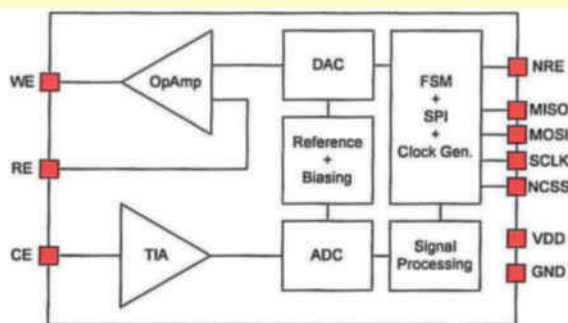 WE
RE
CE
OpAmp
TIA
DAC
Reference
+
Biasing
ADC
FSM
+
SPI
+
Clock Gen.
Signal
Processing
NRE
MISO
MOSI
SCLK
NCSS
VDD
GND